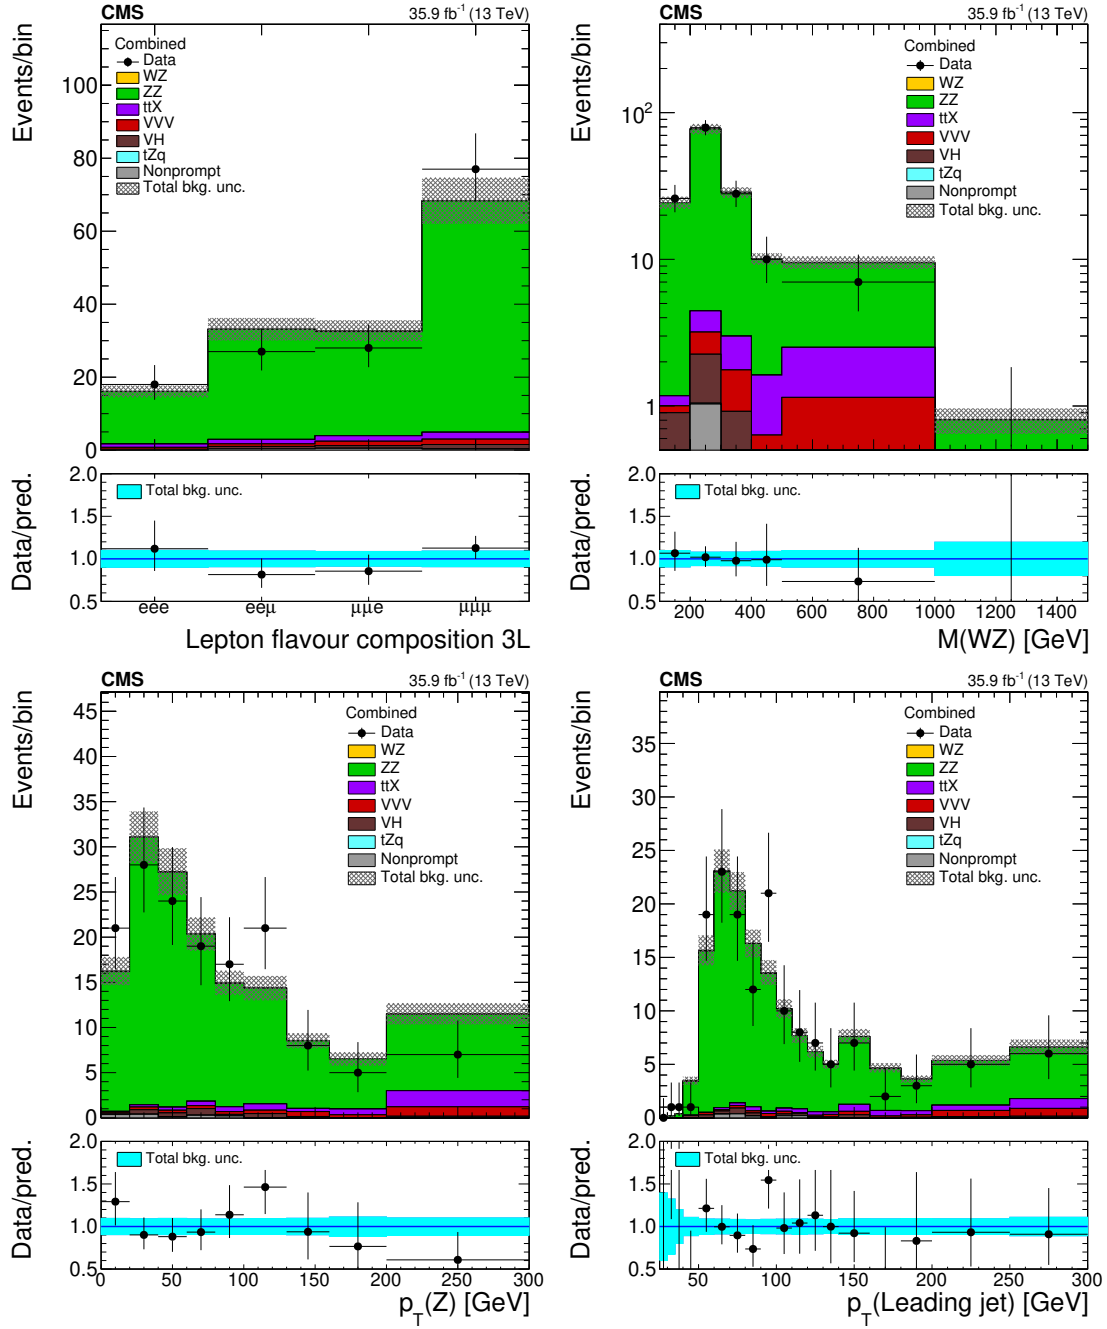 CMS 35.9 fb⁻¹ (13 TeV)
Events/bin
100
80
60
40
20
0
Combined
Data
WZ
ZZ
ttX
VVV
VH
tZq
Nonprompt
Total bkg. unc.
Data/pred.
2.0
1.5
1.0
0.5
Total bkg. unc.
eee eeμ μμe μμμ
Lepton flavour composition 3L
CMS 35.9 fb⁻¹ (13 TeV)
Events/bin
10²
10
1
Combined
Data
WZ
ZZ
ttX
VVV
VH
tZq
Nonprompt
Total bkg. unc.
Data/pred.
2.0
1.5
1.0
0.5
Total bkg. unc.
200 400 600 800 1000 1200 1400
M(WZ) [GeV]
CMS 35.9 fb⁻¹ (13 TeV)
Events/bin
45
40
35
30
25
20
15
10
5
0
Combined
Data
WZ
ZZ
ttX
VVV
VH
tZq
Nonprompt
Total bkg. unc.
Data/pred.
2.0
1.5
1.0
0.5
Total bkg. unc.
0 50 100 150 200 250 300
p_T(Z) [GeV]
CMS 35.9 fb⁻¹ (13 TeV)
Events/bin
35
30
25
20
15
10
5
0
Combined
Data
WZ
ZZ
ttX
VVV
VH
tZq
Nonprompt
Total bkg. unc.
Data/pred.
2.0
1.5
1.0
0.5
Total bkg. unc.
50 100 150 200 250 300
p_T(Leading jet) [GeV]